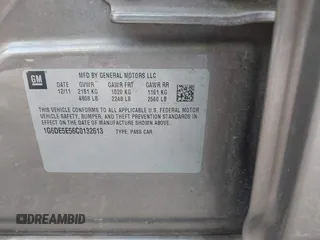 GM
MFG BY GENERAL MOTORS LLC
DATE GVWR GAWR FRT GAWR RR
12/11 2181 KG 1020 KG 1161 KG
4808 LB 2248 LB 2560 LB
THIS VEHICLE CONFORMS TO ALL APPLICABLE U.S. FEDERAL MOTOR
VEHICLE SAFETY, BUMPER, AND THEFT PREVENTION STANDARDS IN
EFFECT ON THE DATE OF MANUFACTURE SHOWN ABOVE.
1G6DE5E56C0132613 TYPE: PASS CAR
DREAMBID